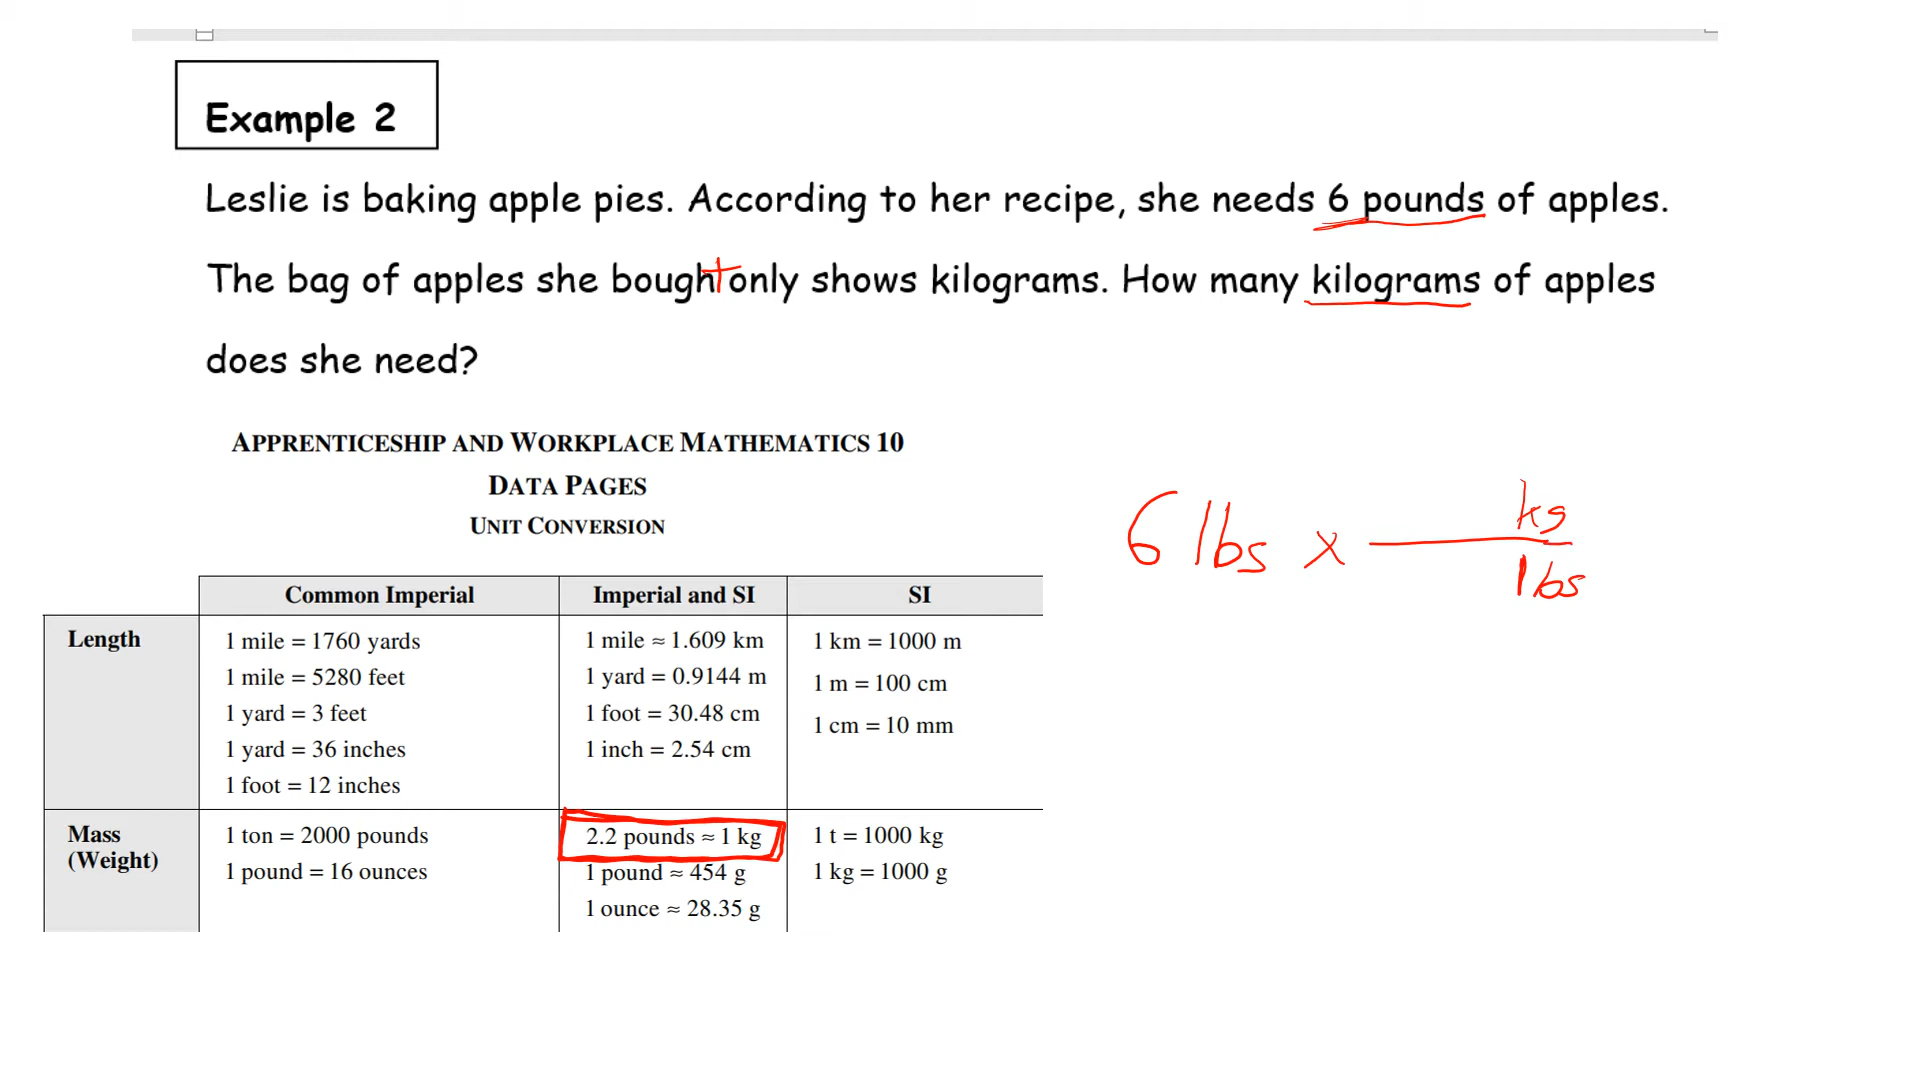 Example 2
Leslie is baking apple pies. According to her recipe, she needs 6 pounds of apples.
The bag of apples she bought only shows kilograms. How many kilograms of apples
does she need?
APPRENTICESHIP AND WORKPLACE MATHEMATICS 10
DATA PAGES
UNIT CONVERSION
6 lbs x kg
lbs
Common Imperial Imperial and SI SI
Length
1 mile = 1760 yards
1 mile = 5280 feet
1 yard = 3 feet
1 yard = 36 inches
1 foot = 12 inches
1 mile ≈ 1.609 km
1 yard = 0.9144 m
1 foot = 30.48 cm
1 inch = 2.54 cm
1 km = 1000 m
1 m = 100 cm
1 cm = 10 mm
Mass
(Weight)
1 ton = 2000 pounds
1 pound = 16 ounces
2.2 pounds ≈ 1 kg
1 pound ≈ 454 g
1 ounce ≈ 28.35 g
1 t = 1000 kg
1 kg = 1000 g